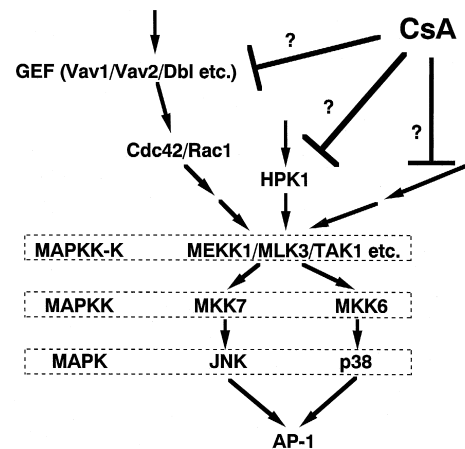 CsA
?
GEF (Vav1/Vav2/Dbl etc.)
?
?
Cdc42/Rac1
HPK1
MAPKK-K MEKK1/MLK3/TAK1 etc.
MAPKK MKK7 MKK6
MAPK JNK p38
AP-1